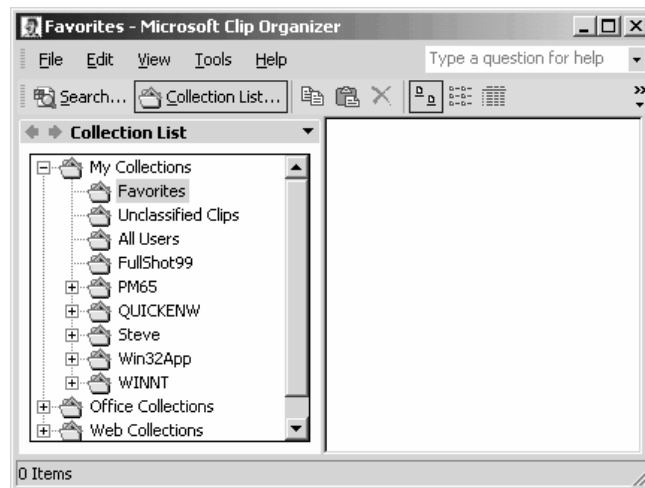 Favorites - Microsoft Clip Organizer
File Edit View Tools Help Type a question for help
Search... Collection List...
Collection List
My Collections
Favorites
Unclassified Clips
All Users
FullShot99
PM65
QUICKENW
Steve
Win32App
WINNT
Office Collections
Web Collections
0 Items